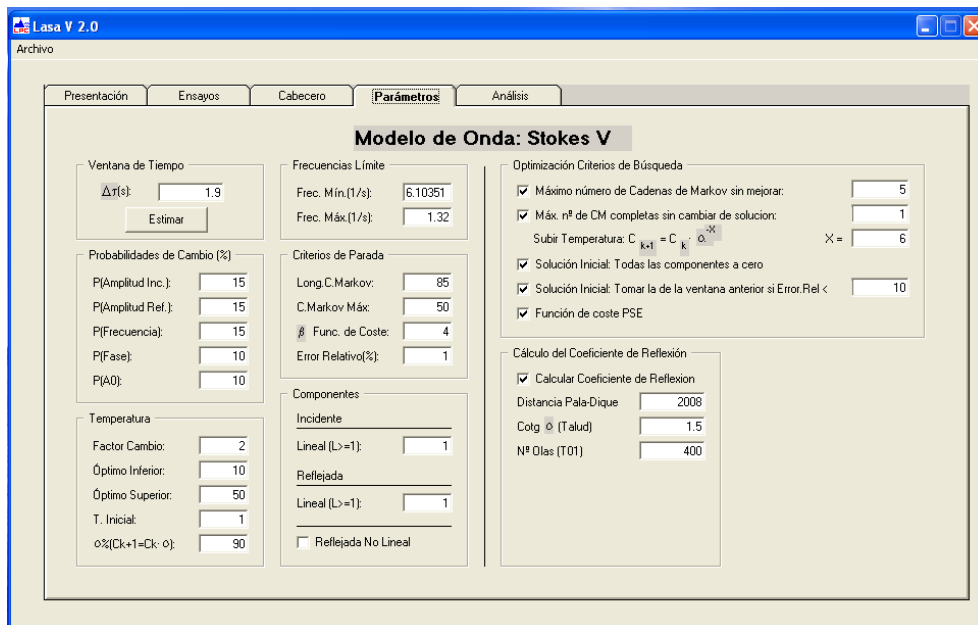 Lasa V 2.0
Archivo
Presentación Ensayos Cabecero Parámetros Análisis
Modelo de Onda: Stokes V
Ventana de Tiempo
Δτ(s): 1.9
Estimar
Probabilidades de Cambio (%)
P(Amplitud Inc.): 15
P(Amplitud Ref.): 15
P(Frecuencia): 15
P(Fase): 10
P(A0): 10
Temperatura
Factor Cambio: 2
Óptimo Inferior: 10
Óptimo Superior: 50
T. Inicial: 1
α%(Ck+1=Ck· α): 90
Frecuencias Límite
Frec. Mín.(1/s): 6.10351
Frec. Máx.(1/s): 1.32
Criterios de Parada
Long.C.Markov: 85
C.Markov Máx: 50
β Func. de Coste: 4
Error Relativo(%): 1
Componentes
Incidente
Lineal (L>=1): 1
Reflejada
Lineal (L>=1): 1
Reflejada No Lineal
Optimización Criterios de Búsqueda
Máximo número de Cadenas de Markov sin mejorar: 5
Máx. nº de CM completas sin cambiar de solucion: 1
Subir Temperatura: C k+1 = C k · α -X X = 6
Solución Inicial: Todas las componentes a cero
Solución Inicial: Tomar la de la ventana anterior si Error.Rel < 10
Función de coste PSE
Cálculo del Coeficiente de Reflexión
Calcular Coeficiente de Reflexion
Distancia Pala-Dique 2008
Cotg α (Talud) 1.5
Nº Olas (T01) 400